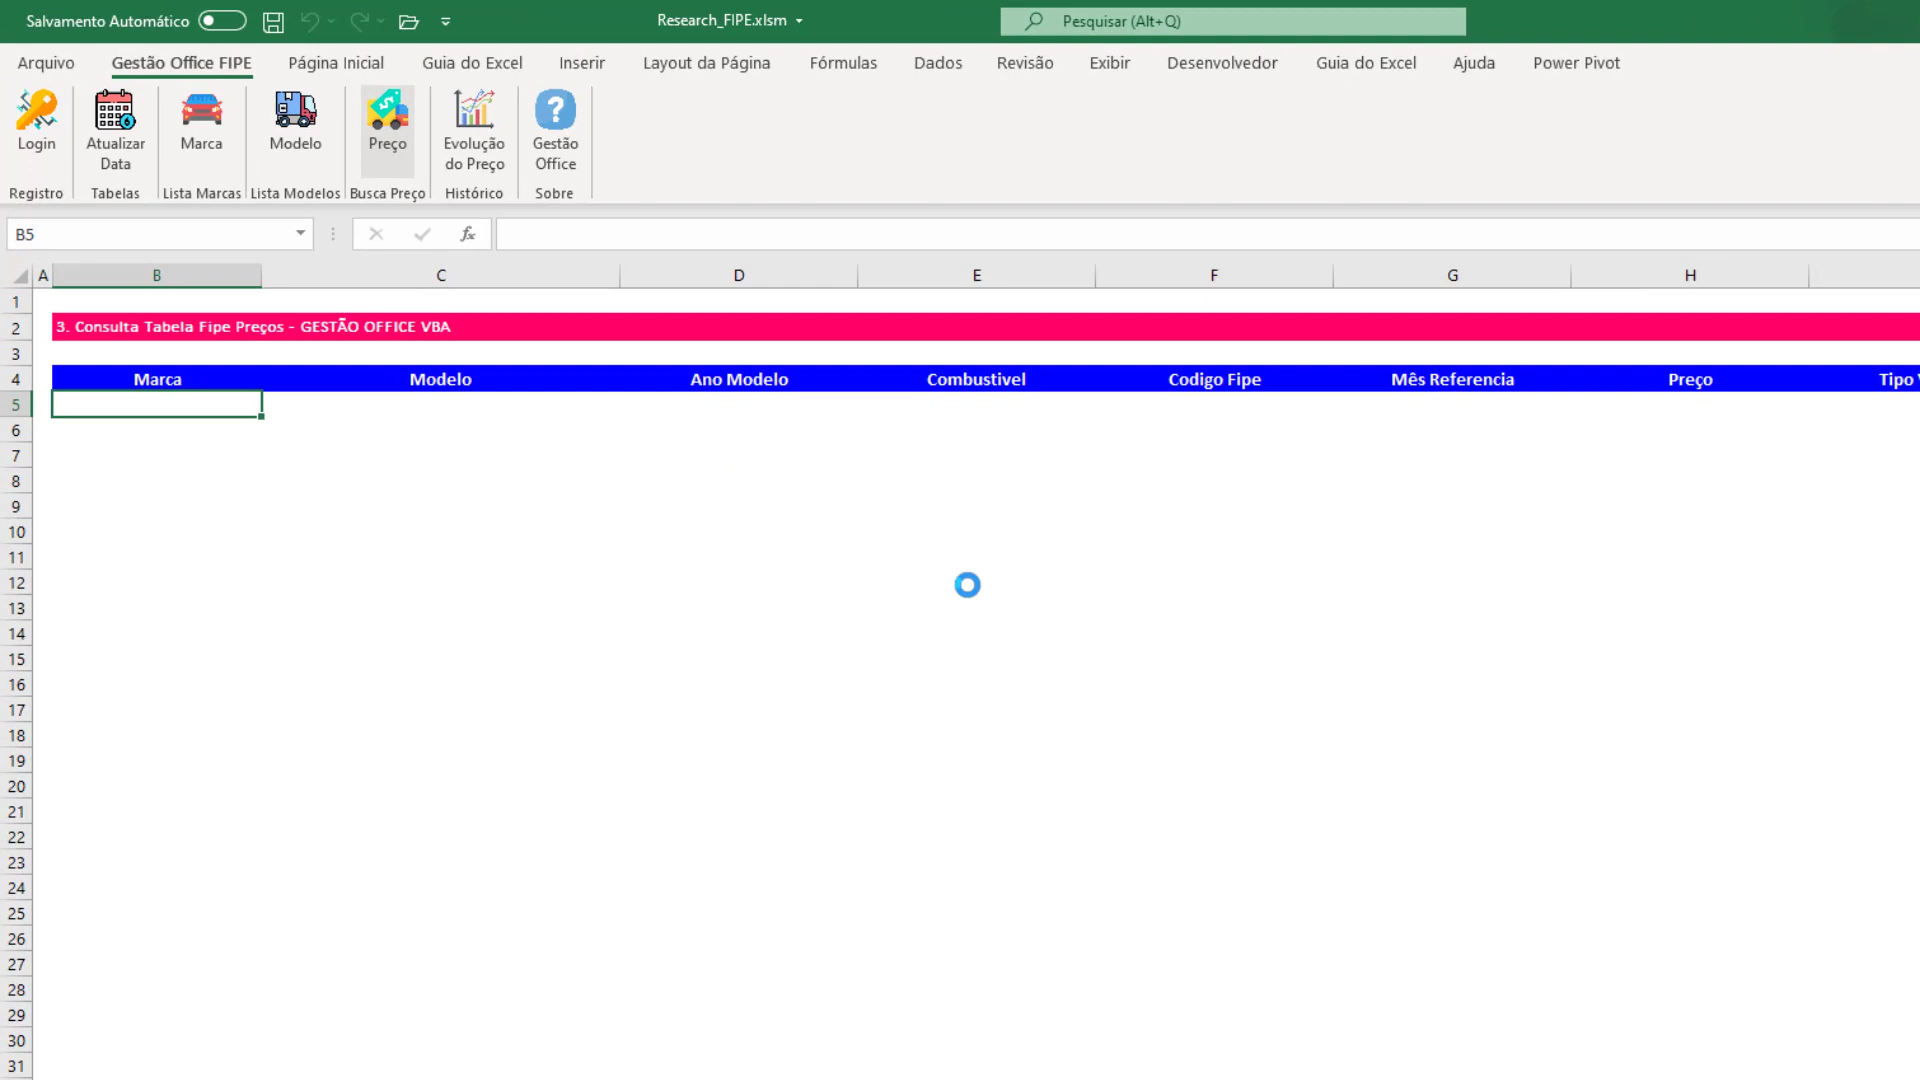 Salvamento Automático
Research_FIPE.xlsm
Pesquisar (Alt+Q)
Arquivo Gestão Office FIPE Página Inicial Guia do Excel Inserir Layout da Página Fórmulas Dados Revisão Exibir Desenvolvedor Guia do Excel Ajuda Power Pivot
Login Atualizar Data Marca Modelo Preço Evolução do Preço Gestão Office
Registro Tabelas Lista Marcas Lista Modelos Busca Preço Histórico Sobre
B5 fx
A B C D E F G H
1
2 3. Consulta Tabela Fipe Preços - GESTÃO OFFICE VBA
3
4 Marca Modelo Ano Modelo Combustivel Codigo Fipe Mês Referencia Preço Tipo
5
6
7
8
9
10
11
12
13
14
15
16
17
18
19
20
21
22
23
24
25
26
27
28
29
30
31